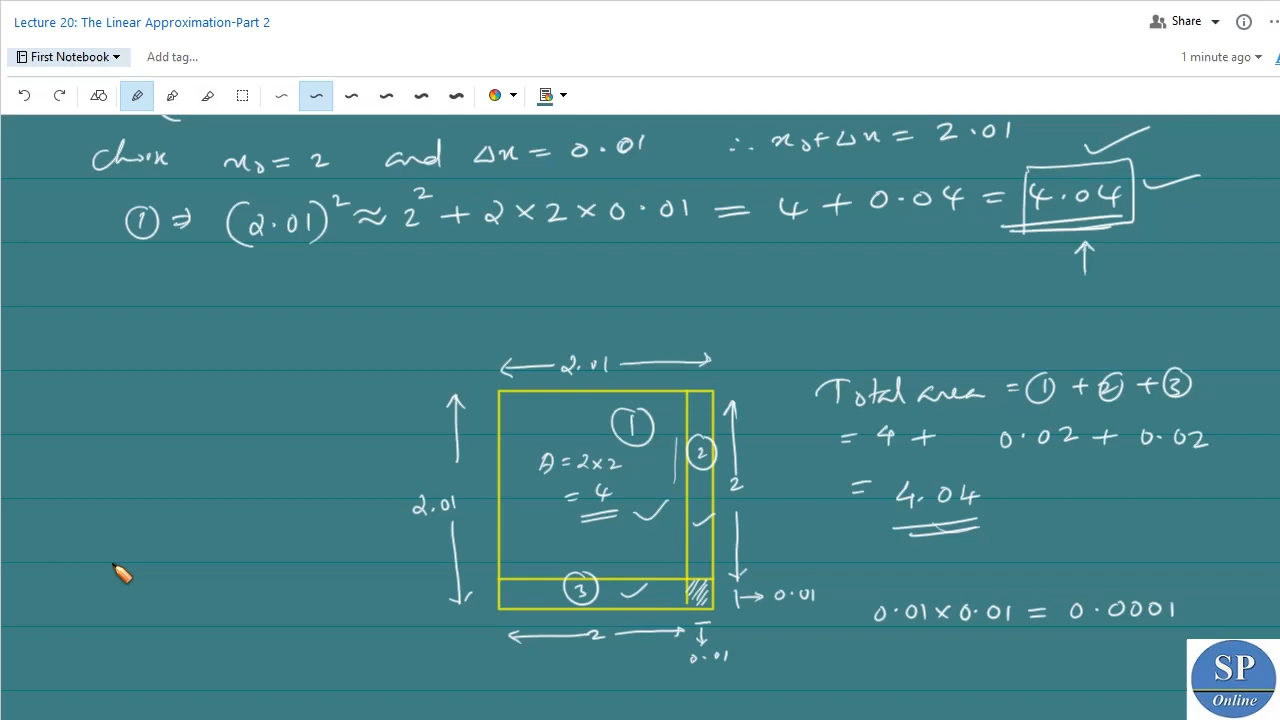 Lecture 20: The Linear Approximation-Part 2
Share
First Notebook
Add tag...
1 minute ago
x₀ = 2 and Δx = 0.01 ∴ x₀+Δx = 2.01
① ⇒ (2.01)² ≈ 2² + 2×2×0.01 = 4 + 0.04 = 4.04
2.01
Total area = ① + ② + ③
①
= 4 + 0.02 + 0.02
②
A = 2×2
2
= 4
= 4.04
2.01
③
→ 0.01
0.01×0.01 = 0.0001
2
0.01
SP
Online